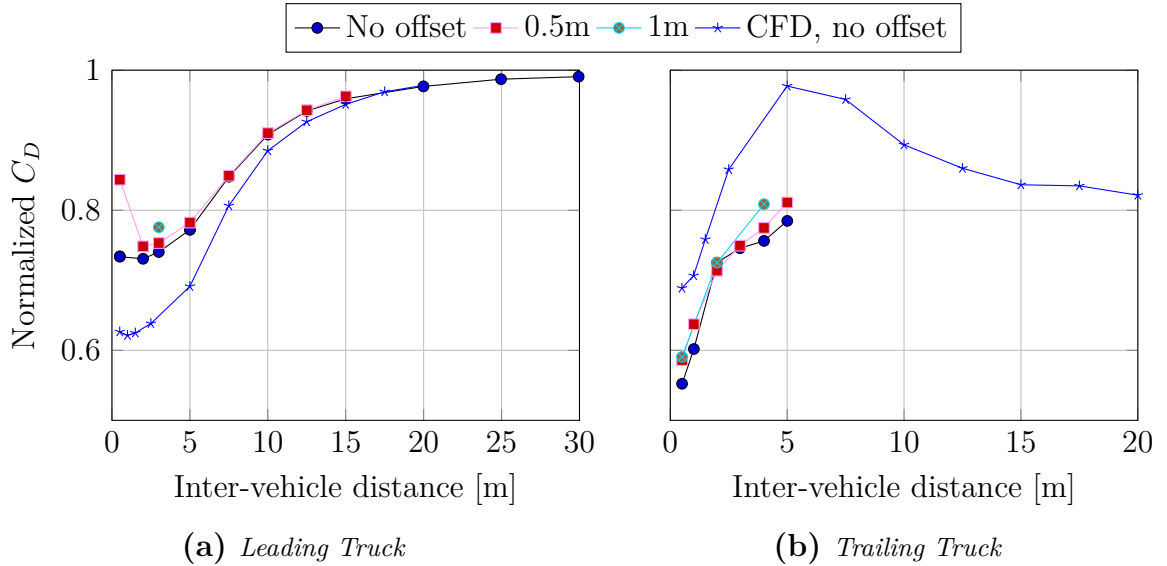 No offset 0.5m 1m CFD, no offset
Normalized C_D
1
0.8
0.6
0 5 10 15 20 25 30
0 5 10 15 20
Inter-vehicle distance [m]
Inter-vehicle distance [m]
(a) Leading Truck
(b) Trailing Truck